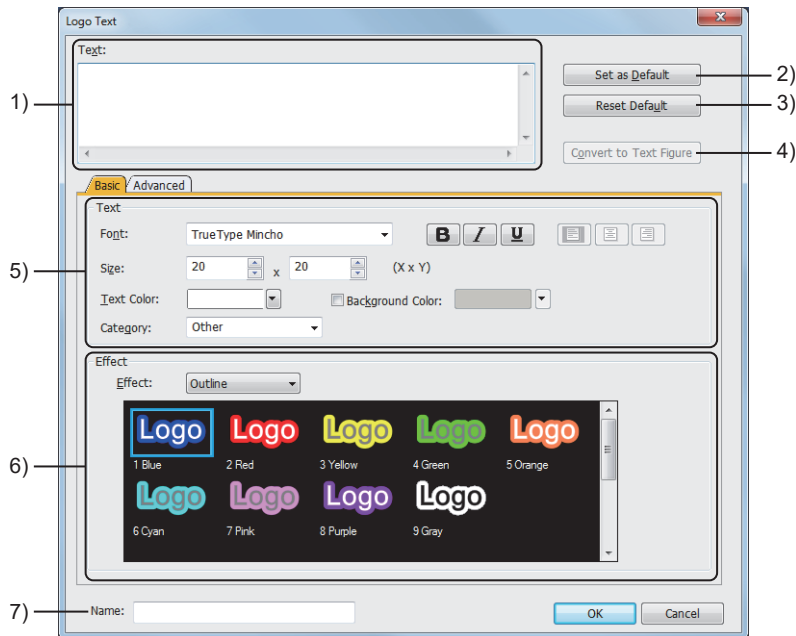 Logo Text
Text:
1)
Set as Default
2)
Reset Default
3)
Convert to Text Figure
4)
Basic
Advanced
Text
Font:
TrueType Mincho
B I U
5)
Size:
20 x 20 (X x Y)
Text Color:
Background Color:
Category:
Other
Effect
Effect:
Outline
Logo Logo Logo Logo Logo
1 Blue 2 Red 3 Yellow 4 Green 5 Orange
6)
Logo Logo Logo Logo
6 Cyan 7 Pink 8 Purple 9 Gray
7)
Name:
OK
Cancel